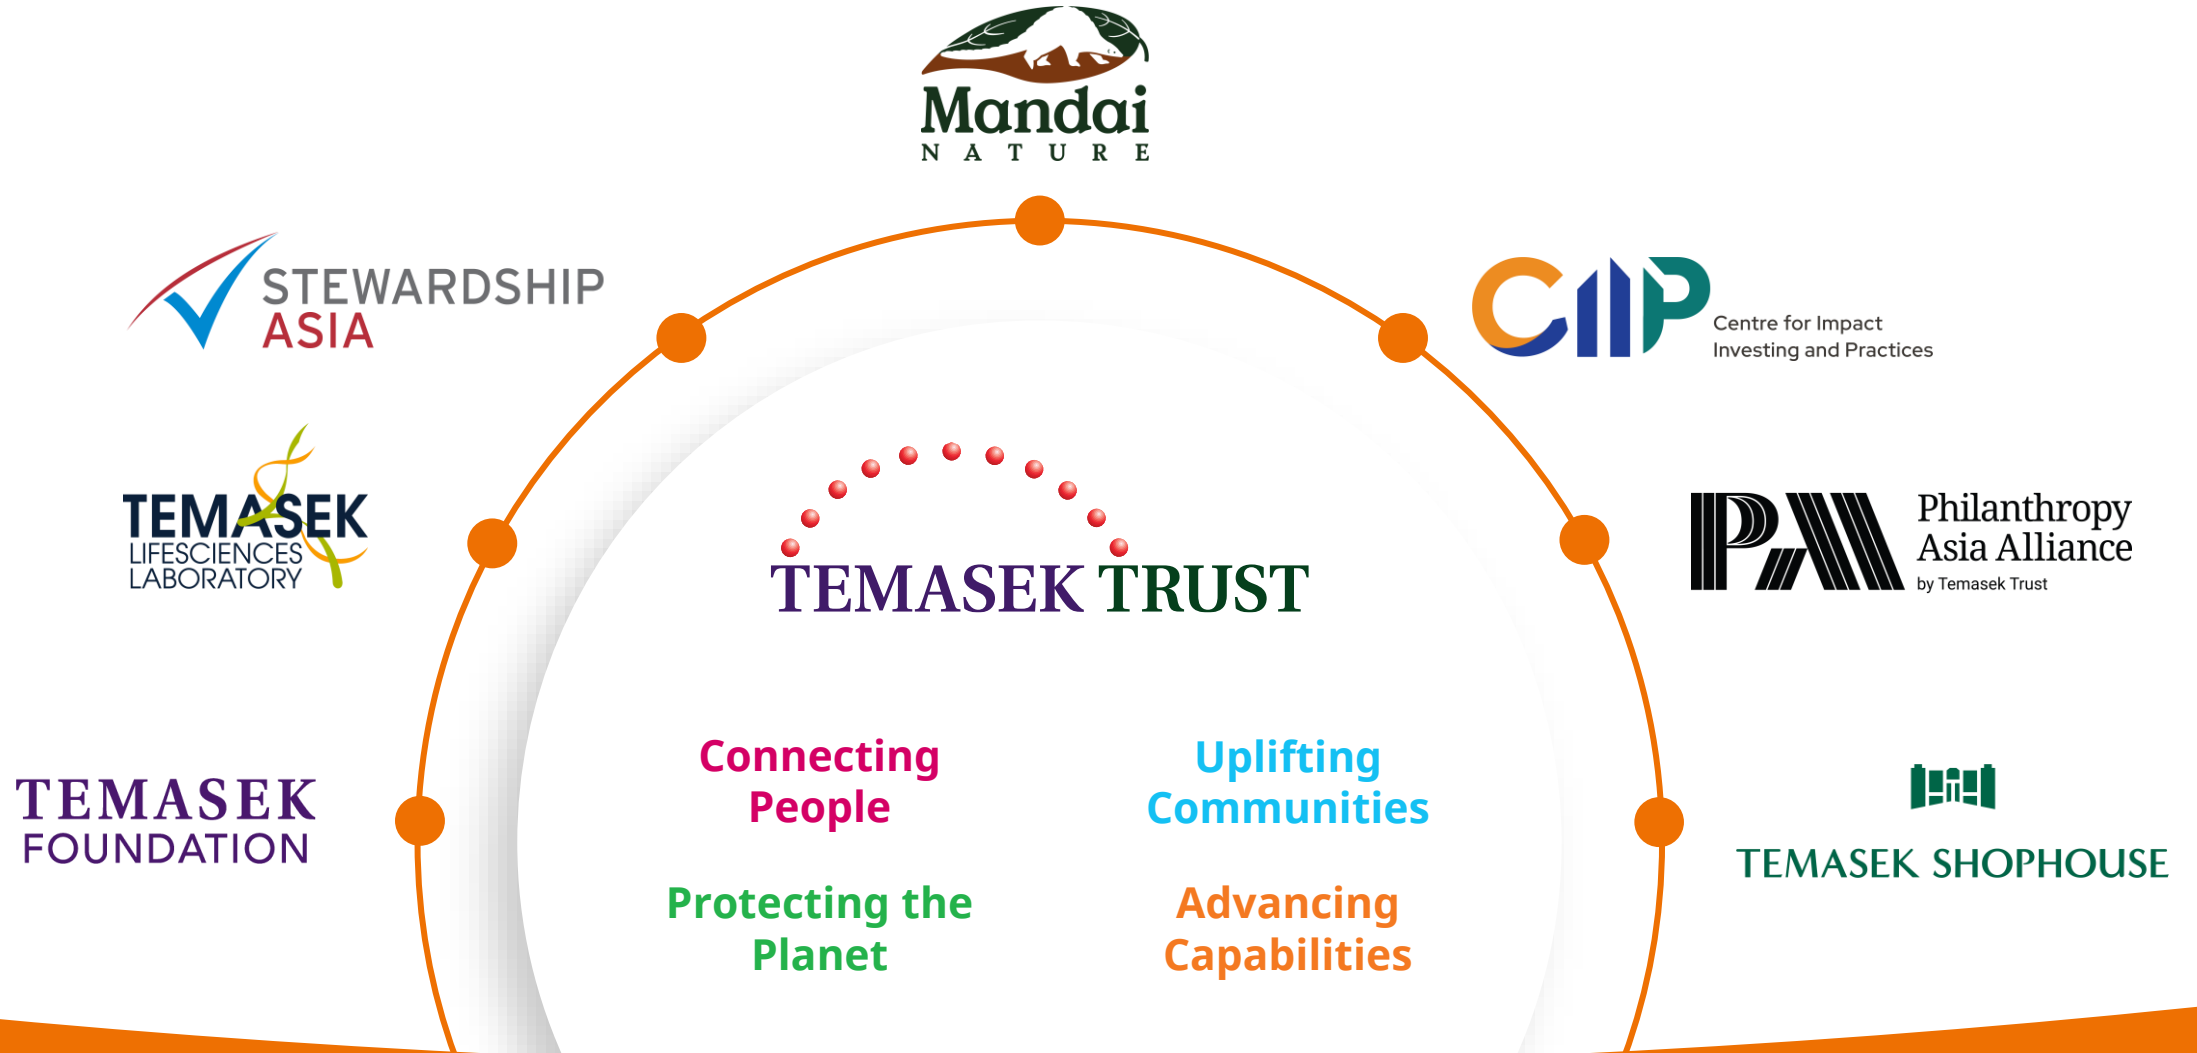 Mandai
NATURE
STEWARDSHIP
ASIA
CIIP
Centre for Impact
Investing and Practices
TEMASEK
LIFESCIENCES
LABORATORY
PAA
Philanthropy
Asia Alliance
by Temasek Trust
TEMASEK TRUST
Connecting
People
Uplifting
Communities
TEMASEK
FOUNDATION
TEMASEK SHOPHOUSE
Protecting the
Planet
Advancing
Capabilities